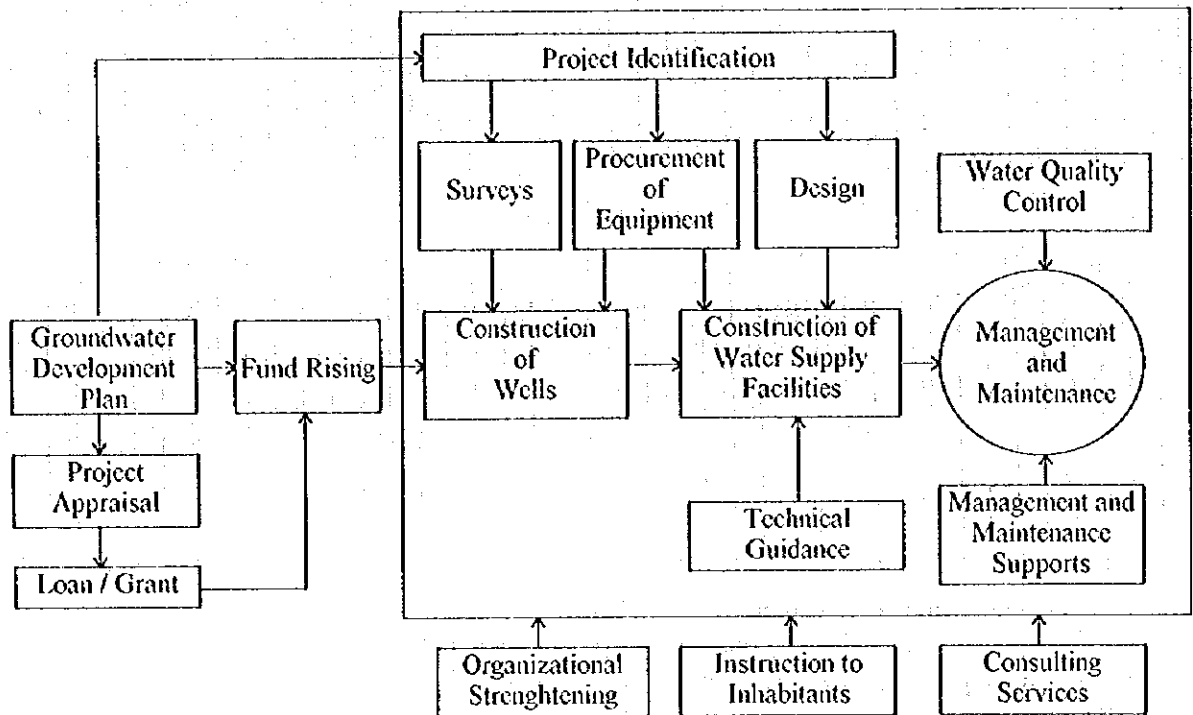 Project Identification
Surveys
Procurement
of
Equipment
Design
Water Quality
Control
Groundwater
Development
Plan
Fund Rising
Construction
of
Wells
Construction of
Water Supply
Facilities
Management
and
Maintenance
Project
Appraisal
Technical
Guidance
Management and
Maintenance
Supports
Loan / Grant
Organizational
Strenghtening
Instruction to
Inhabitants
Consulting
Services